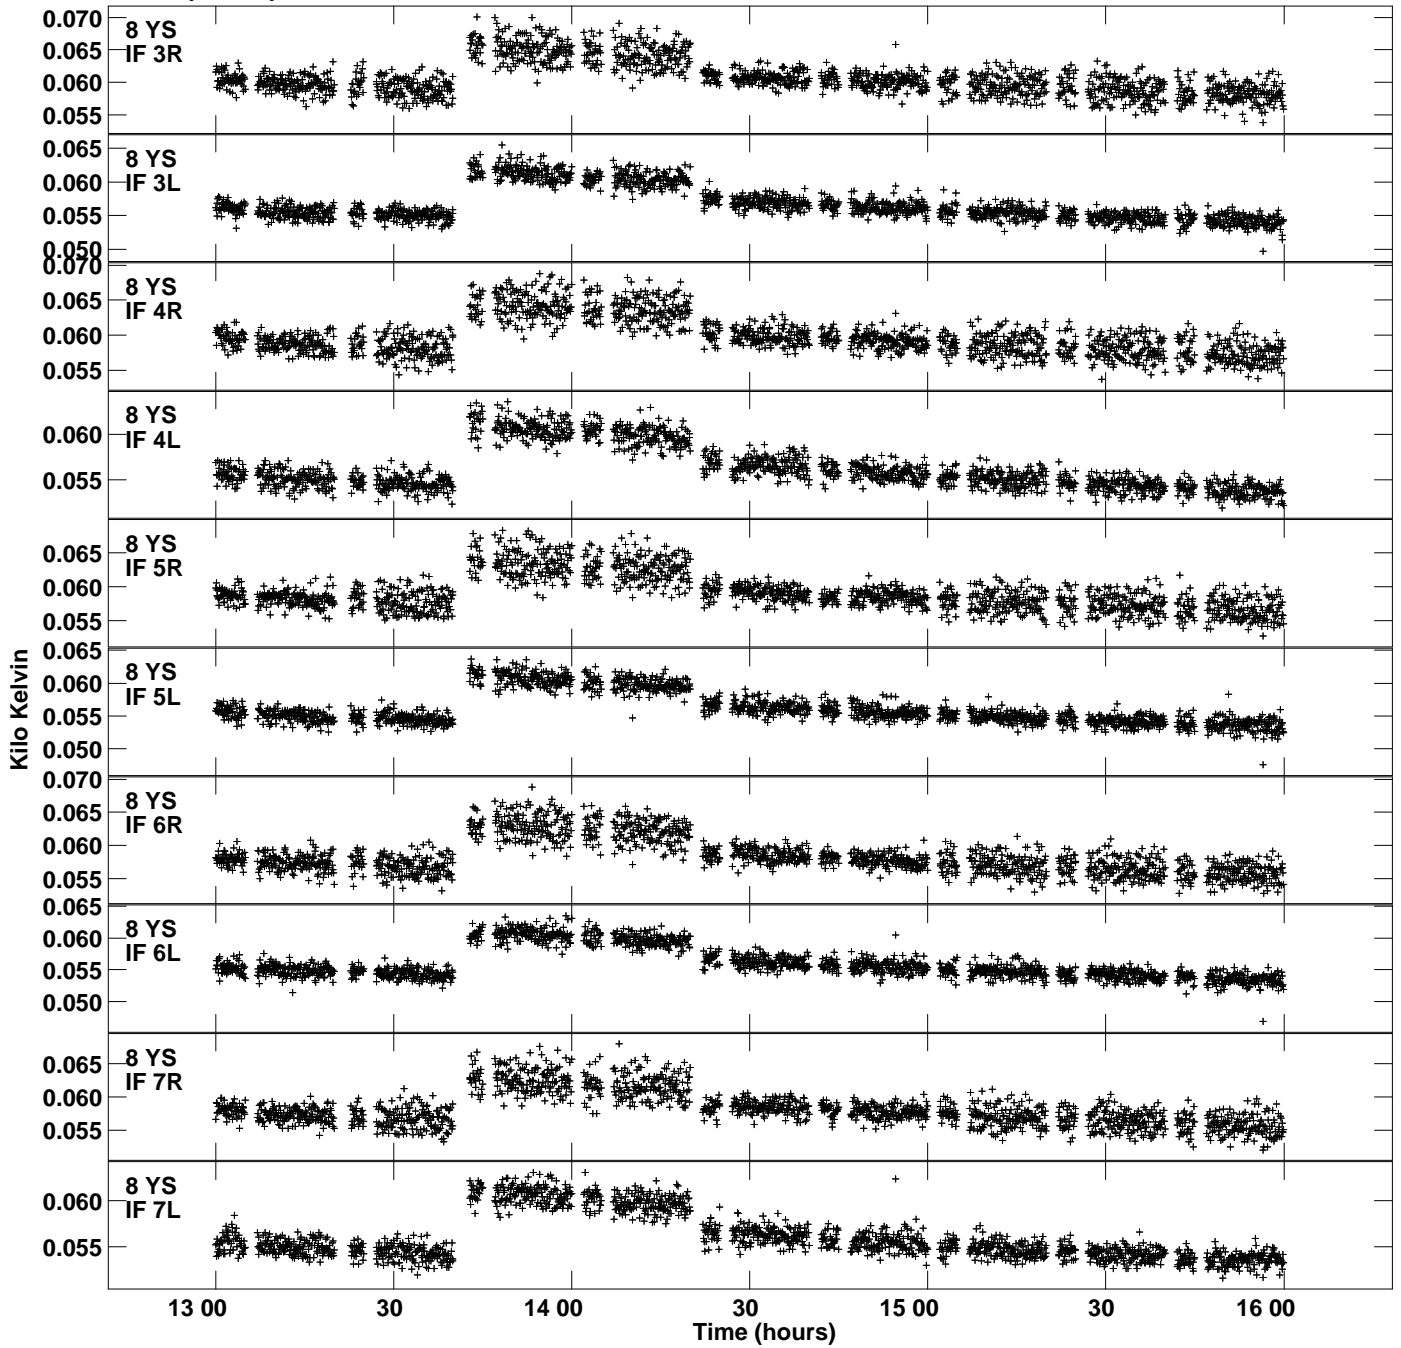 0.070
8 YS
0.065
IF 3R
0.060
0.055
0.065
8 YS
0.060
IF 3L
0.055
0.050
0.070
8 YS
0.065
IF 4R
0.060
0.055
8 YS
0.060
IF 4L
0.055
8 YS
0.065
IF 5R
0.060
0.055
0.065
8 YS
0.060
IF 5L
0.055
0.050
0.070
8 YS
0.065
IF 6R
0.060
0.055
0.065
8 YS
0.060
IF 6L
0.055
0.050
8 YS
0.065
IF 7R
0.060
0.055
8 YS
0.060
IF 7L
0.055
Kilo Kelvin
13 00 30 14 00 30 15 00 30 16 00
Time (hours)